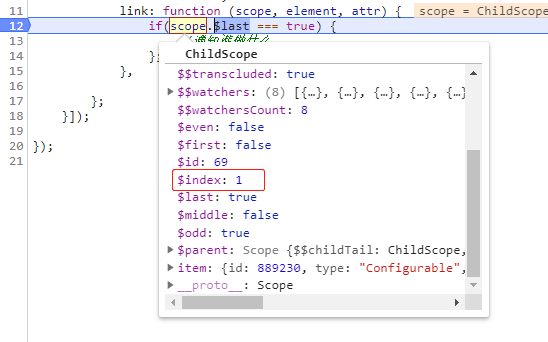 11 link: function (scope, element, attr) { scope = ChildScope
12 if(scope.$last === true) {
ChildScope
14 };
15 },
$$transcluded: true
16
$$watchers: (8) [{…}, {…}, {…}, {…}, {…}
17 };
$$watchersCount: 8
18 }]);
$even: false
19
$first: false
20 });
$id: 69
21
$index: 1
$last: true
$middle: false
$odd: true
$parent: Scope {$$childTail: ChildScope,
item: {id: 889230, type: "Configurable",
__proto__: Scope